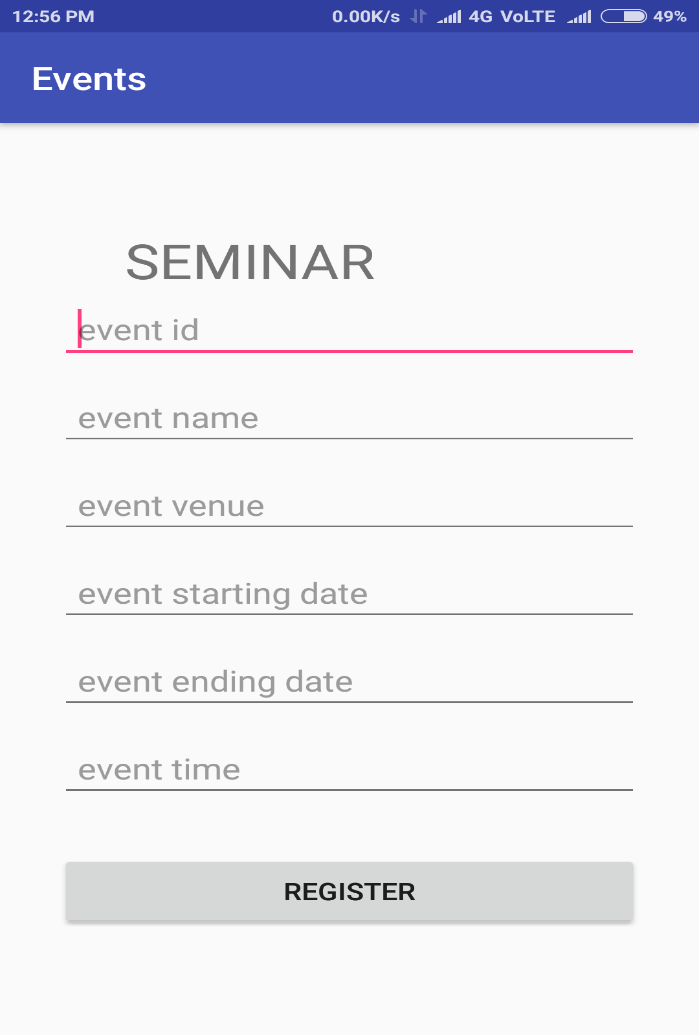 12:56 PM 0.00K/s 4G VoLTE 49%
Events
SEMINAR
event id
event name
event venue
event starting date
event ending date
event time
REGISTER